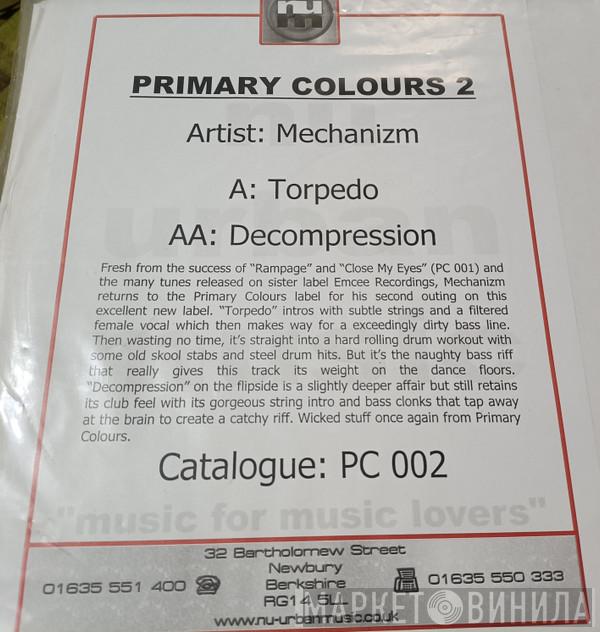 nu
PRIMARY COLOURS 2
Artist: Mechanizm
A: Torpedo
urban
AA: Decompression
Fresh from the success of "Rampage" and "Close My Eyes" (PC 001) and
the many tunes released on sister label Emcee Recordings, Mechanizm
returns to the Primary Colours label for his second outing on this
excellent new label. "Torpedo" intros with subtle strings and a filtered
female vocal which then makes way for a exceedingly dirty bass line.
Then wasting no time, it's straight into a hard rolling drum workout with
some old skool stabs and steel drum hits. But it's the naughty bass riff
that really gives this track its weight on the dance floors.
"Decompression" on the flipside is a slightly deeper affair but still retains
its club feel with its gorgeous string intro and bass clonks that tap away
at the brain to create a catchy riff. Wicked stuff once again from Primary
Colours.
Catalogue: PC 002
"music for music lovers"
32 Bartholomew Street
Newbury
01635 551 400
Berkshire
01635 550 333
RG14 5LL
www.nu-urbanmusic.co.uk
МАРКЕТ ВИНИЛА